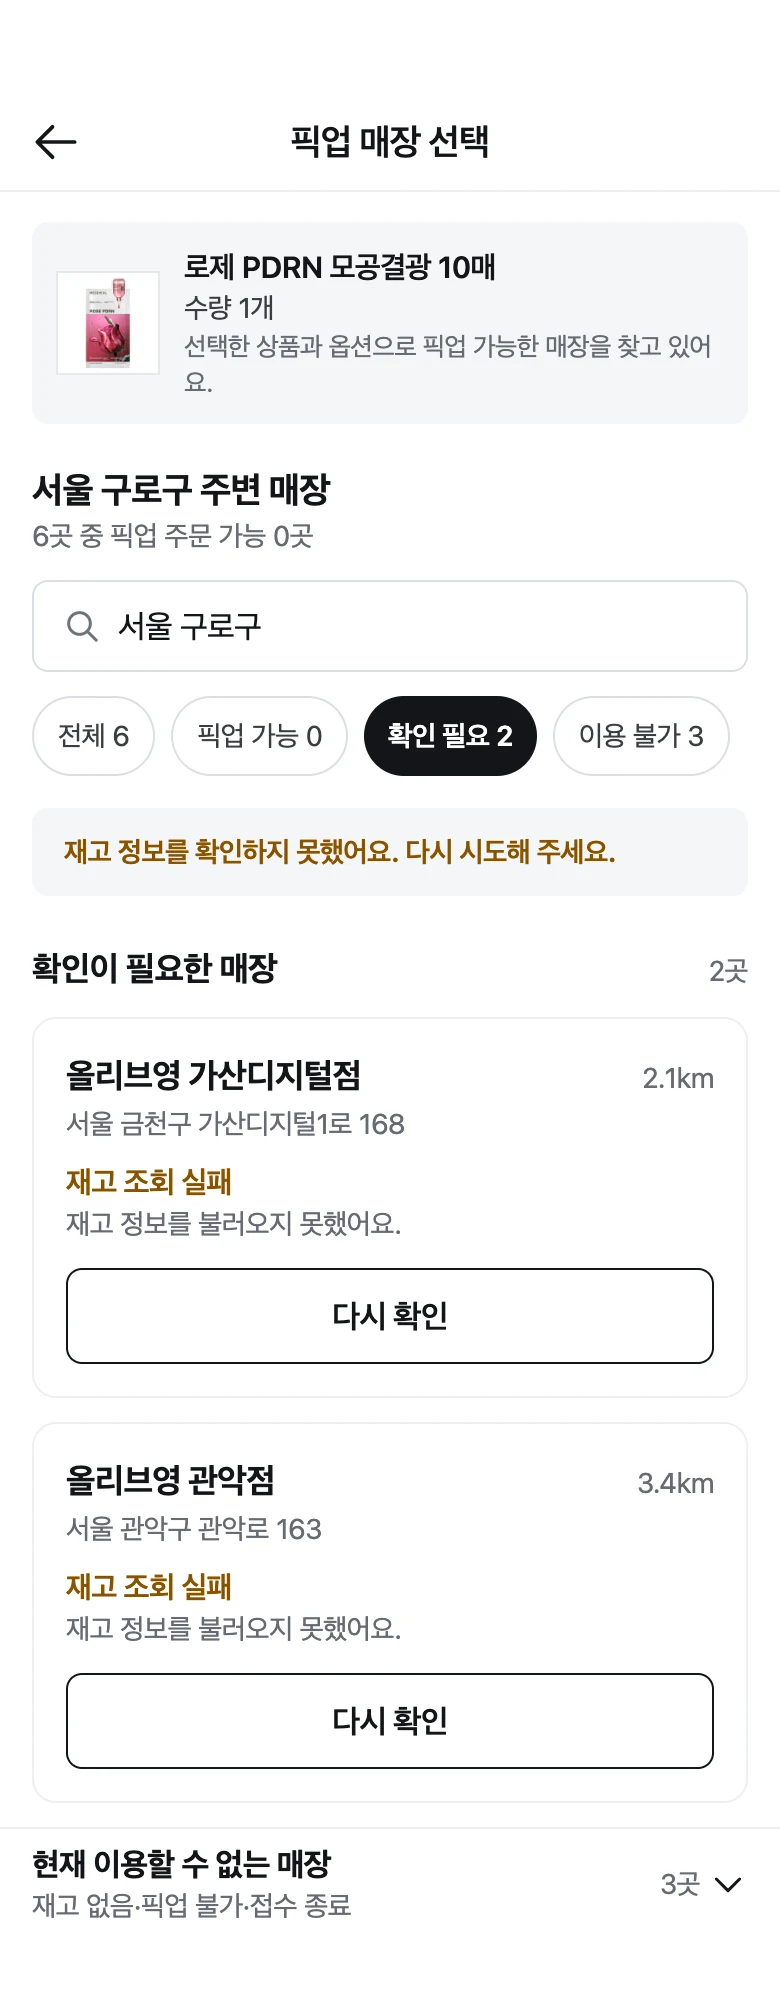 픽업 매장 선택
로제 PDRN 모공결광 10매
수량 1개
선택한 상품과 옵션으로 픽업 가능한 매장을 찾고 있어
요.
서울 구로구 주변 매장
6곳 중 픽업 주문 가능 0곳
서울 구로구
전체 6
픽업 가능 0
확인 필요 2
이용 불가 3
재고 정보를 확인하지 못했어요. 다시 시도해 주세요.
확인이 필요한 매장
2곳
올리브영 가산디지털점
2.1km
서울 금천구 가산디지털1로 168
재고 조회 실패
재고 정보를 불러오지 못했어요.
다시 확인
올리브영 관악점
3.4km
서울 관악구 관악로 163
재고 조회 실패
재고 정보를 불러오지 못했어요.
다시 확인
현재 이용할 수 없는 매장
3곳
재고 없음·픽업 불가·접수 종료